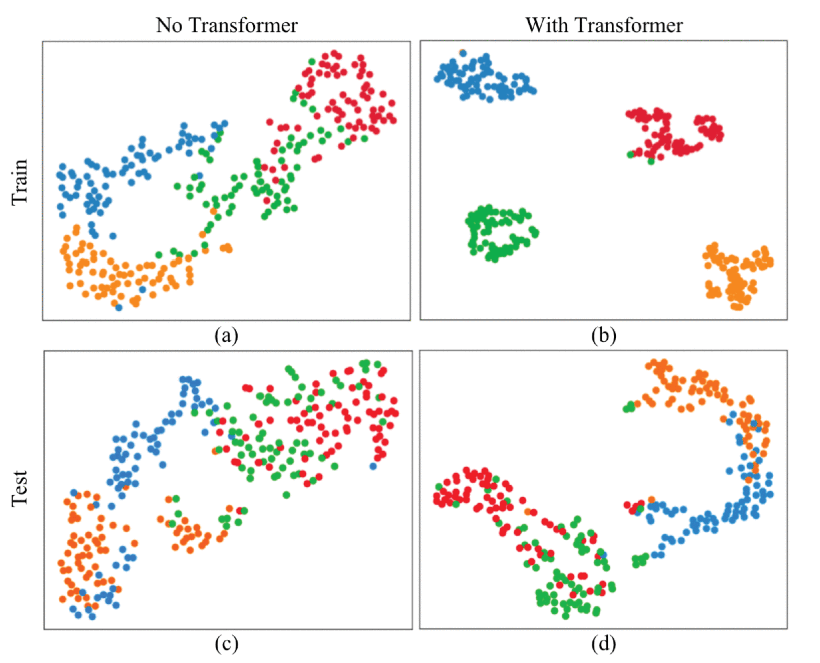 No Transformer
With Transformer
Train
(a)
(b)
Test
(c)
(d)